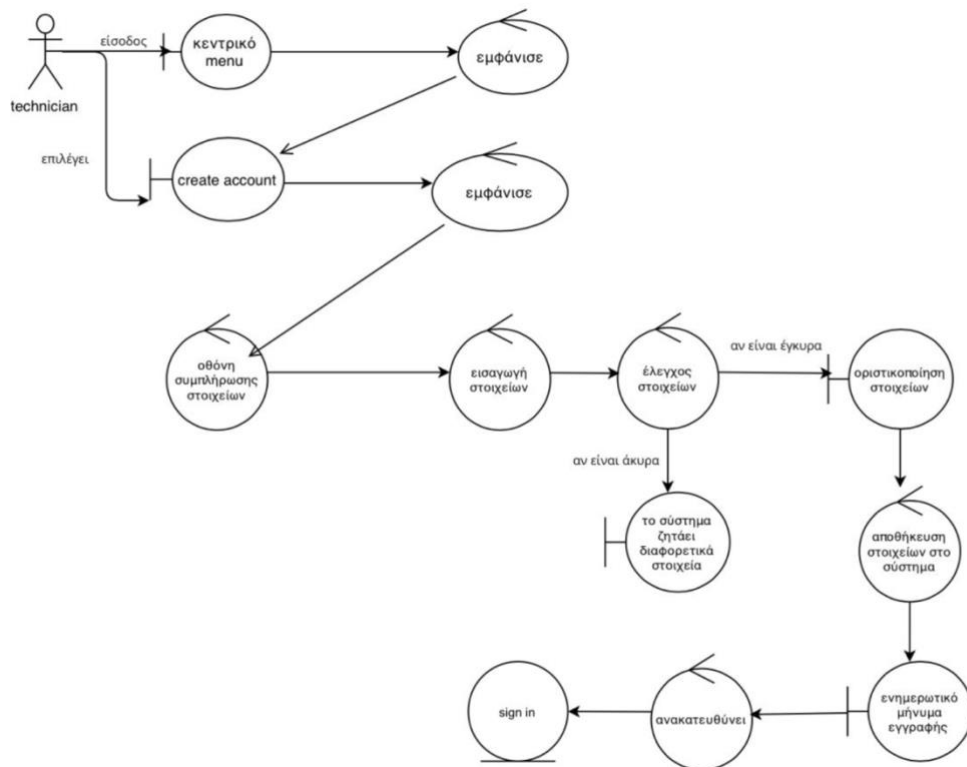 είσοδος
κεντρικό
menu
εμφάνισε
technician
επιλέγει
create account
εμφάνισε
οθόνη
συμπλήρωσης
στοιχείων
εισαγωγή
στοιχείων
έλεγχος
στοιχείων
αν είναι έγκυρα
οριστικοποίηση
στοιχείων
αν είναι άκυρα
το σύστημα
ζητάει
διαφορετικά
στοιχεία
αποθήκευση
στοιχείων στο
σύστημα
sign in
ανακατευθύνει
ενημερωτικό
μήνυμα
εγγραφής